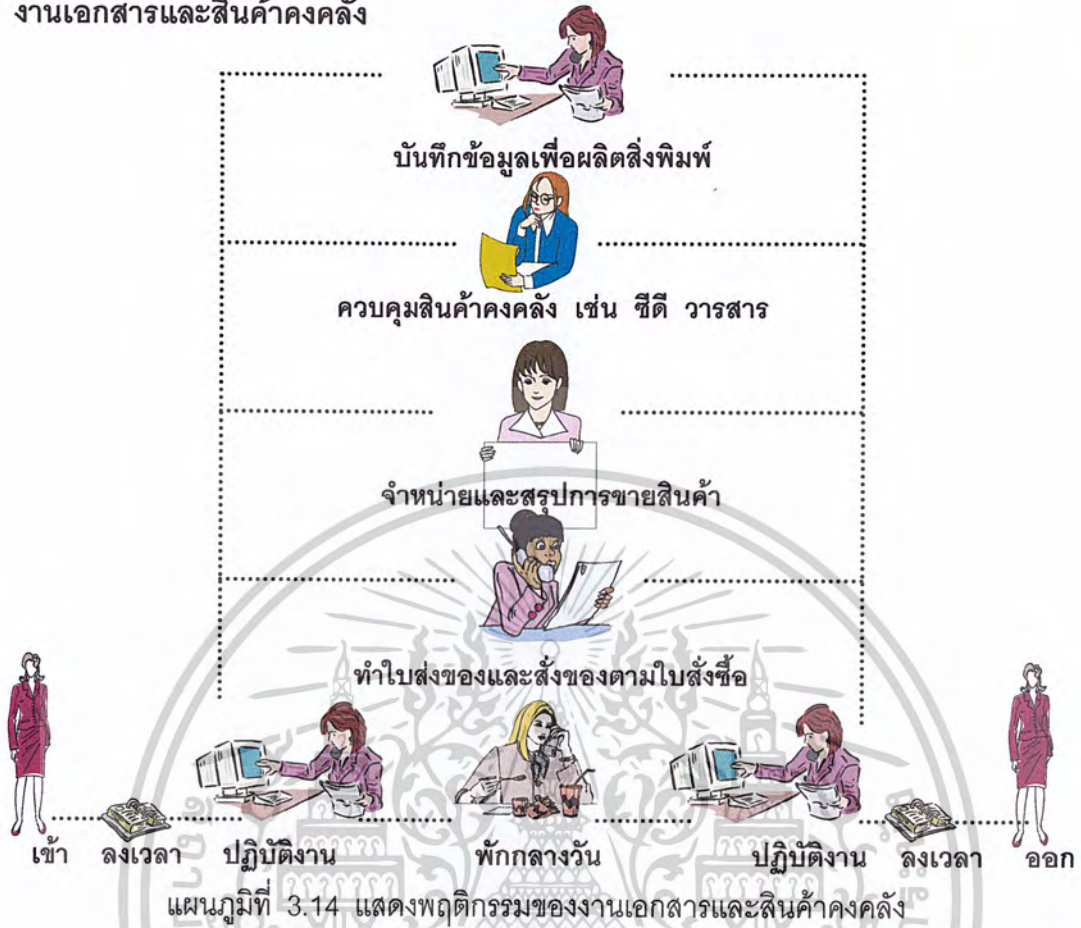 งานเอกสารและสินค้าคงคลัง
บันทึกข้อมูลเพื่อผลิตสิ่งพิมพ์
ควบคุมสินค้าคงคลัง เช่น ซีดี วารสาร
จำหน่ายและสรุปการขายสินค้า
ทำใบส่งของและสั่งของตามใบสั่งซื้อ
เข้า ลงเวลา ปฏิบัติงาน พักกลางวัน ปฏิบัติงาน ลงเวลา ออก
แผนภูมิที่ 3.14 แสดงพฤติกรรมของงานเอกสารและสินค้าคงคลัง